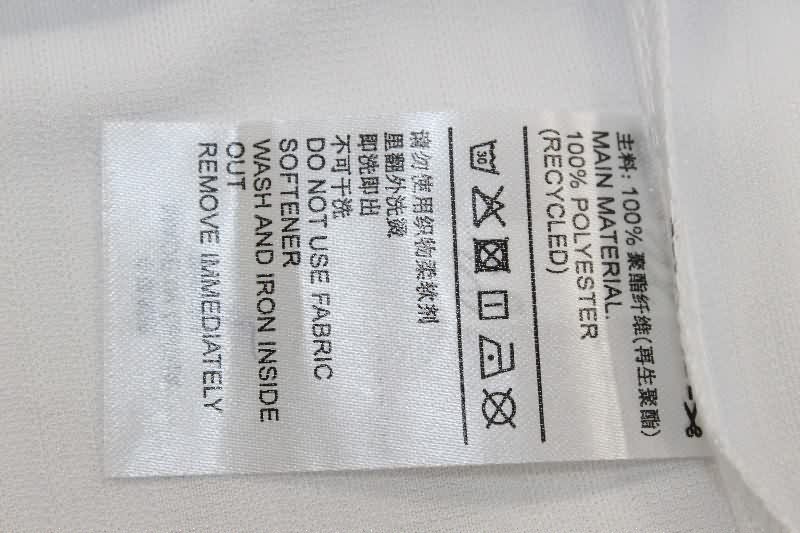 主料: 100% 聚酯纤维(再生聚酯)
MAIN MATERIAL:
100% POLYESTER
(RECYCLED)
30
请勿使用织物柔软剂
里翻外洗烫
即洗即出
不可干洗
DO NOT USE FABRIC
SOFTENER
WASH AND IRON INSIDE
OUT
REMOVE IMMEDIATELY